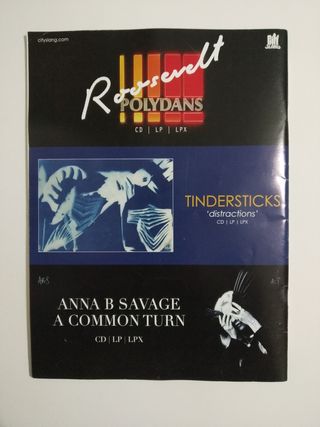 cityslang.com
Roosevelt
POLYDANS
CD | LP | LPX
TINDERSTICKS
'distractions'
CD | LP | LPX
ANNA B SAVAGE
A COMMON TURN
CD | LP | LPX